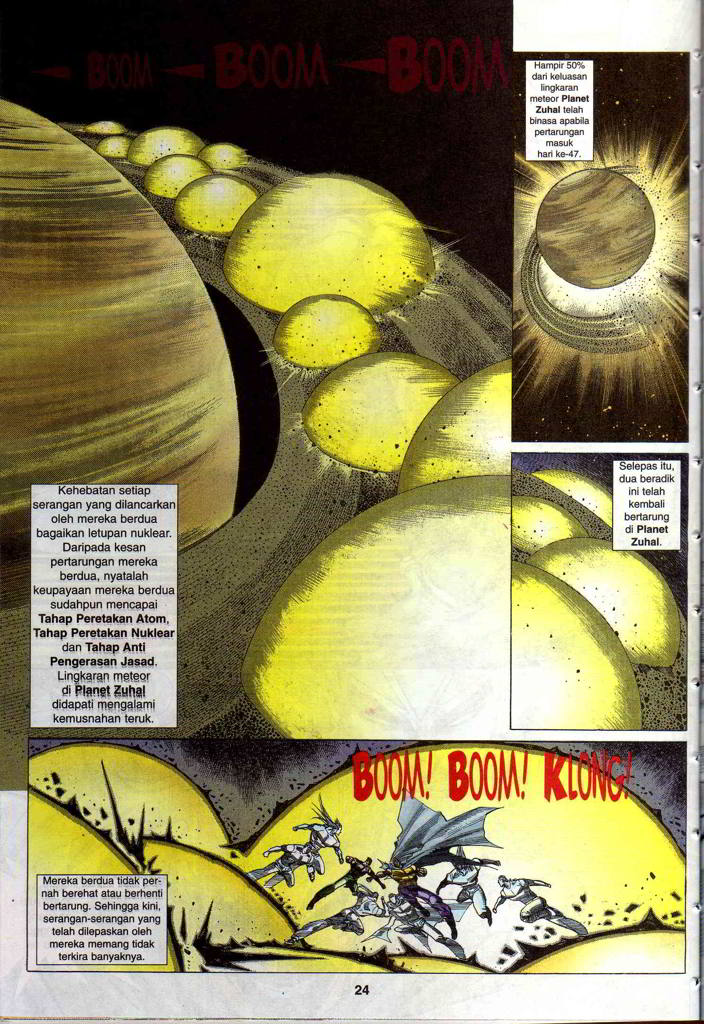 BOOM BOOM BOOM
Hampir 50%
dari keluasan
lingkaran
meteor Planet
Zuhal telah
binasa apabila
pertarungan
masuk
hari ke-47.
Kehebatan setiap
serangan yang dilancarkan
oleh mereka berdua
bagaikan letupan nuklear.
Daripada kesan
pertarungan mereka
berdua, nyatalah
keupayaan mereka berdua
sudahpun mencapai
Tahap Peretakan Atom,
Tahap Peretakan Nuklear
dan Tahap Anti
Pengerasan Jasad.
Lingkaran meteor
di Planet Zuhal
didapati mengalami
kemusnahan teruk.
Selepas itu,
dua beradik
ini telah
kembali
bertarung
di Planet
Zuhal.
BOOM! BOOM! KLONG!
Mereka berdua tidak per-
nah berehat atau berhenti
bertarung. Sehingga kini,
serangan-serangan yang
telah dilepaskan oleh
mereka memang tidak
terkira banyaknya.
24